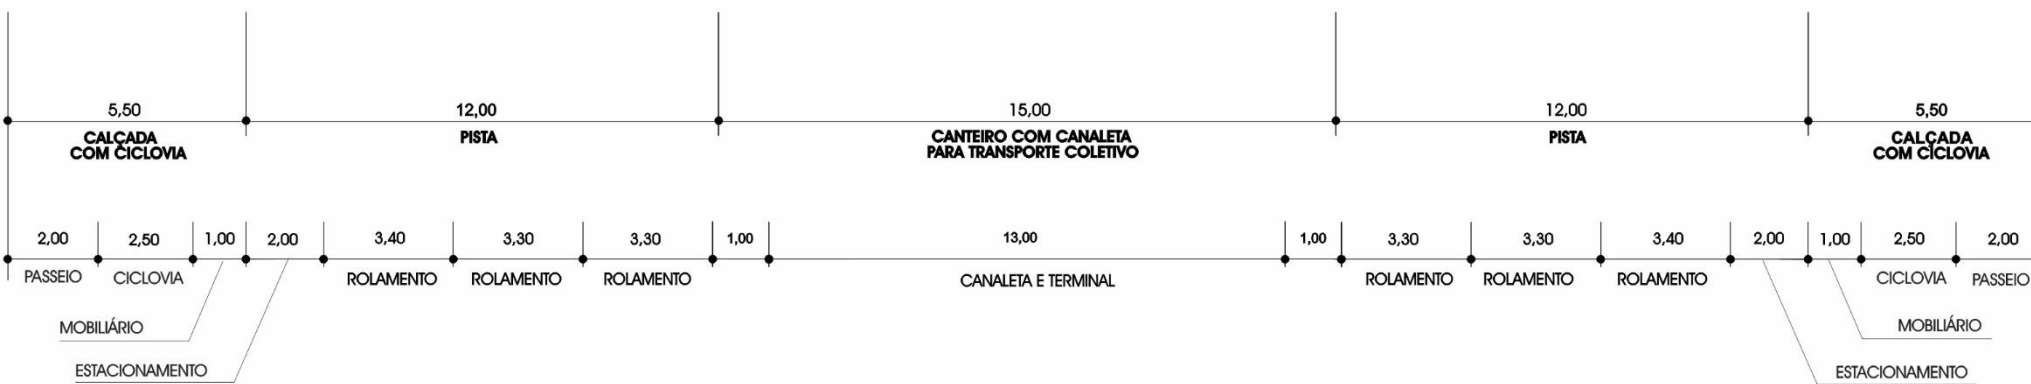 5,50 12,00 15,00 12,00 5,50
CALÇADA PISTA CANTEIRO COM CANALETA PISTA CALÇADA
COM CICLOVIA PARA TRANSPORTE COLETIVO COM CICLOVIA
2,00 2,50 1,00 2,00 3,40 3,30 3,30 1,00 13,00 1,00 3,30 3,30 3,40 2,00 1,00 2,50 2,00
PASSEIO CICLOVIA ROLAMENTO ROLAMENTO ROLAMENTO CANALETA E TERMINAL ROLAMENTO ROLAMENTO ROLAMENTO CICLOVIA PASSEIO
MOBILIÁRIO MOBILIÁRIO
ESTACIONAMENTO ESTACIONAMENTO